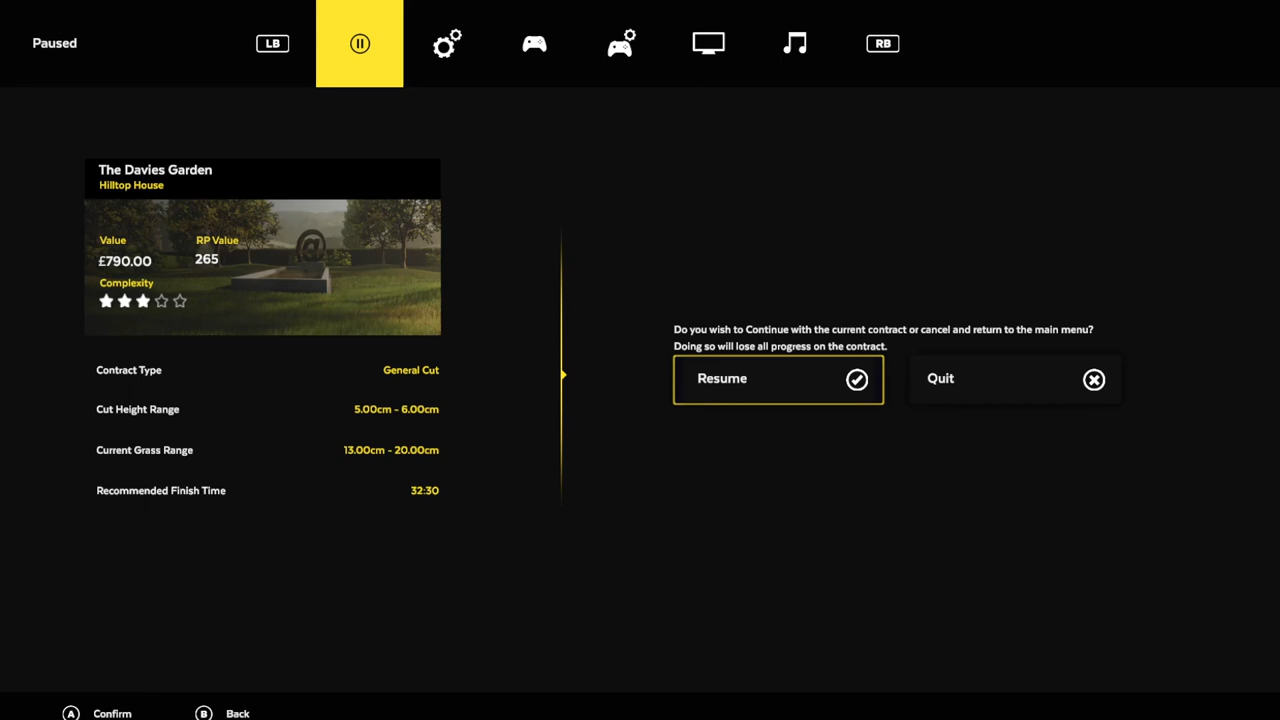 Paused
LB
RB
The Davies Garden
Hilltop House
Value
RP Value
£790.00
265
Complexity
Contract Type
General Cut
Cut Height Range
5.00cm - 6.00cm
Current Grass Range
13.00cm - 20.00cm
Recommended Finish Time
32:30
Do you wish to Continue with the current contract or cancel and return to the main menu?
Doing so will lose all progress on the contract.
Resume
Quit
A Confirm
B Back